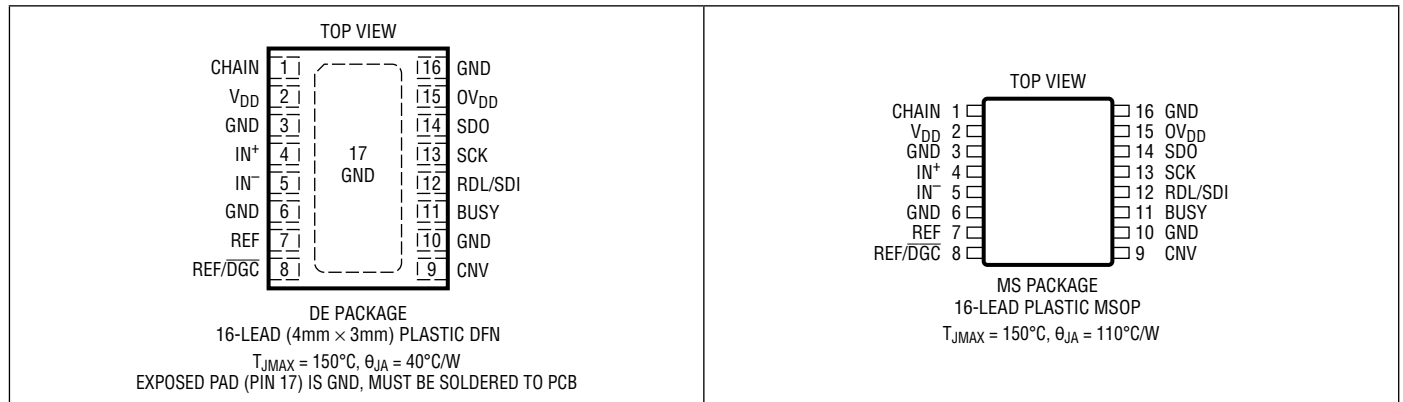 TOP VIEW
CHAIN 1 16 GND
VDD 2 15 OVDD
GND 3 14 SDO
IN+ 4 13 SCK
IN– 5 12 RDL/SDI
GND 6 11 BUSY
REF 7 10 GND
REF/DGC 8 9 CNV
17
GND
DE PACKAGE
16-LEAD (4mm × 3mm) PLASTIC DFN
TJMAX = 150°C, θJA = 40°C/W
EXPOSED PAD (PIN 17) IS GND, MUST BE SOLDERED TO PCB
TOP VIEW
CHAIN 1 16 GND
VDD 2 15 OVDD
GND 3 14 SDO
IN+ 4 13 SCK
IN– 5 12 RDL/SDI
GND 6 11 BUSY
REF 7 10 GND
REF/DGC 8 9 CNV
MS PACKAGE
16-LEAD PLASTIC MSOP
TJMAX = 150°C, θJA = 110°C/W